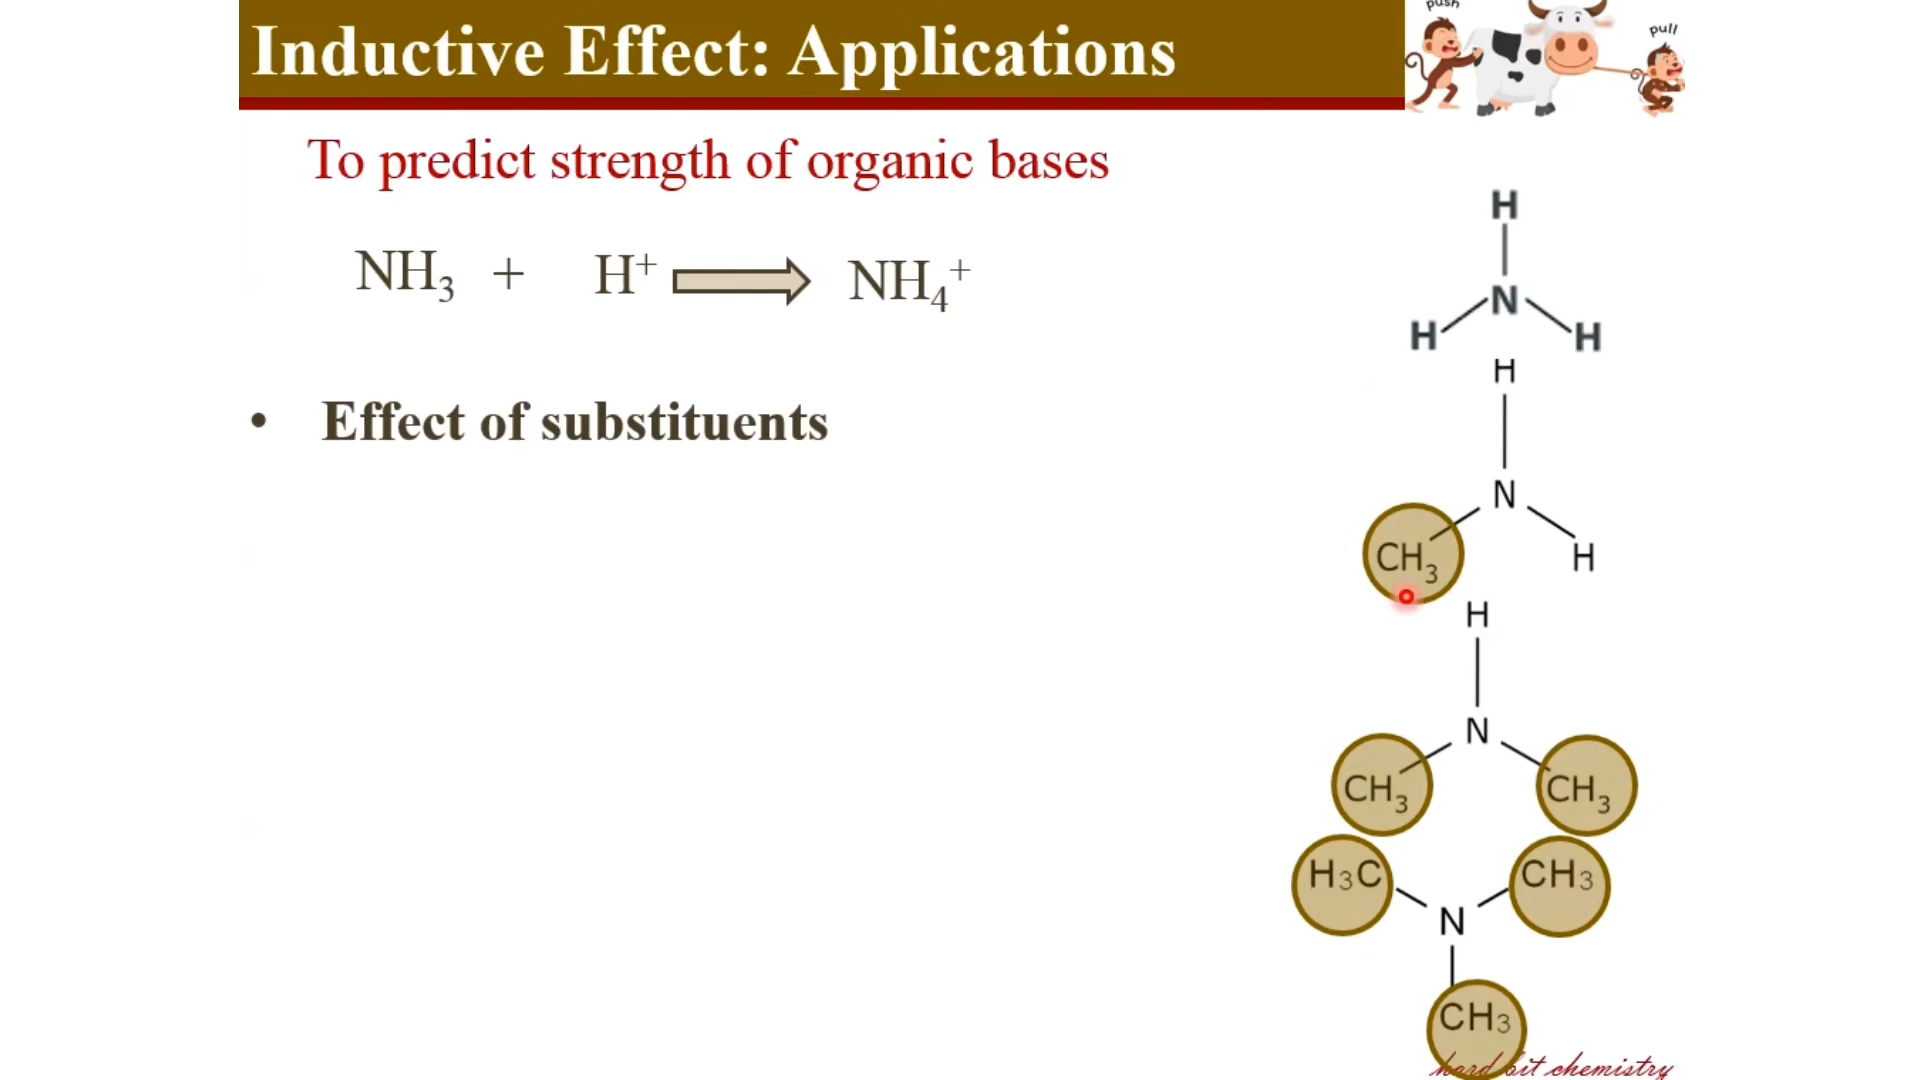 push
pull
Inductive Effect: Applications
To predict strength of organic bases
NH₃ + H⁺ NH₄⁺
• Effect of substituents
H
N
H H
H
N
CH₃ H
H
N
CH₃ CH₃
H₃C CH₃
N
CH₃
hard bit chemistry